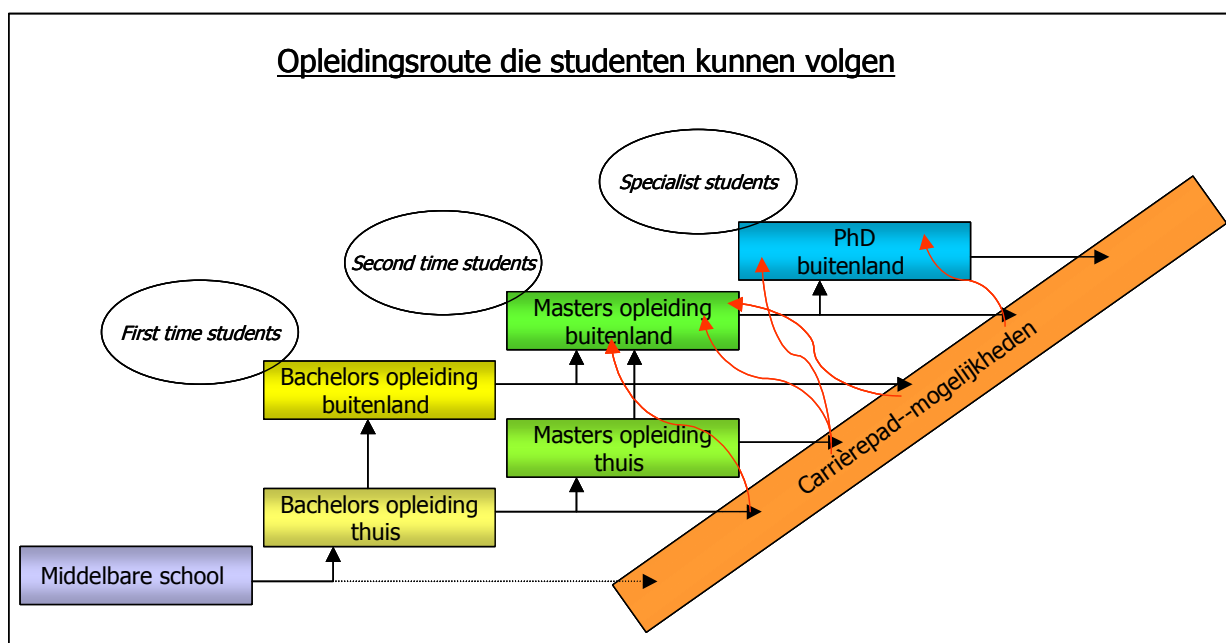 Opleidingsroute die studenten kunnen volgen
Specialist students
PhD
buitenland
Second time students
Masters opleiding
buitenland
First time students
Bachelors opleiding
buitenland
Masters opleiding
thuis
Bachelors opleiding
thuis
Middelbare school
Carrièrepad--mogelijkheden